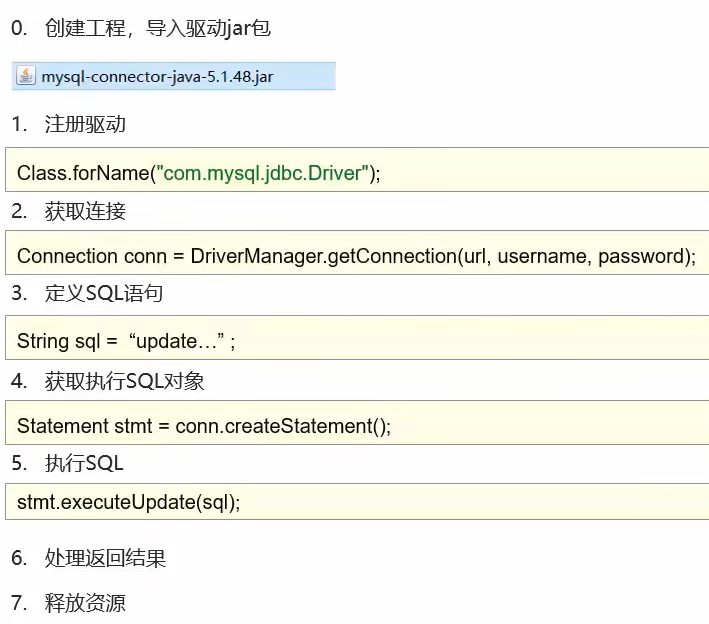 0. 创建工程，导入驱动jar包
mysql-connector-java-5.1.48.jar
1. 注册驱动
Class.forName("com.mysql.jdbc.Driver");
2. 获取连接
Connection conn = DriverManager.getConnection(url, username, password);
3. 定义SQL语句
String sql = “update…” ;
4. 获取执行SQL对象
Statement stmt = conn.createStatement();
5. 执行SQL
stmt.executeUpdate(sql);
6. 处理返回结果
7. 释放资源